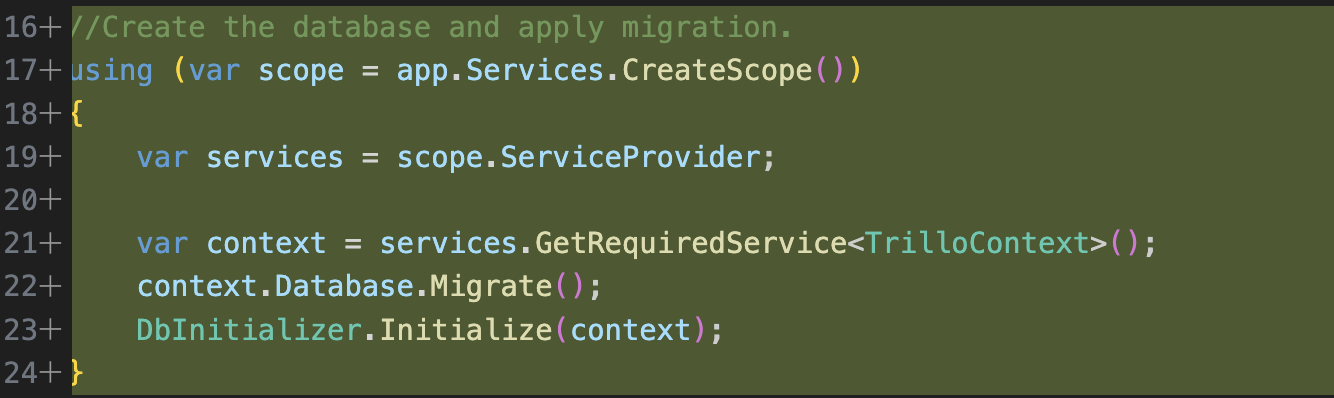 16+ //Create the database and apply migration.
17+ using (var scope = app.Services.CreateScope())
18+ {
19+     var services = scope.ServiceProvider;
20+
21+     var context = services.GetRequiredService<TrilloContext>();
22+     context.Database.Migrate();
23+     DbInitializer.Initialize(context);
24+ }